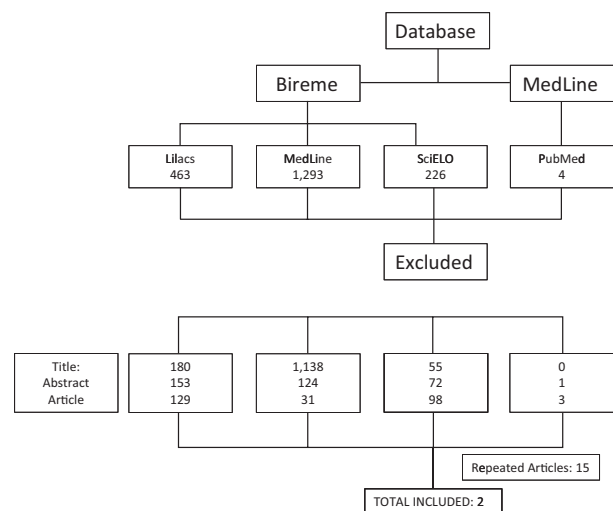 Database
Bireme
MedLine
Lilacs
463
MedLine
1,293
SciELO
226
PubMed
4
Excluded
Title:
Abstract
Article
180
153
129
1,138
124
31
55
72
98
0
1
3
Repeated Articles: 15
TOTAL INCLUDED: 2